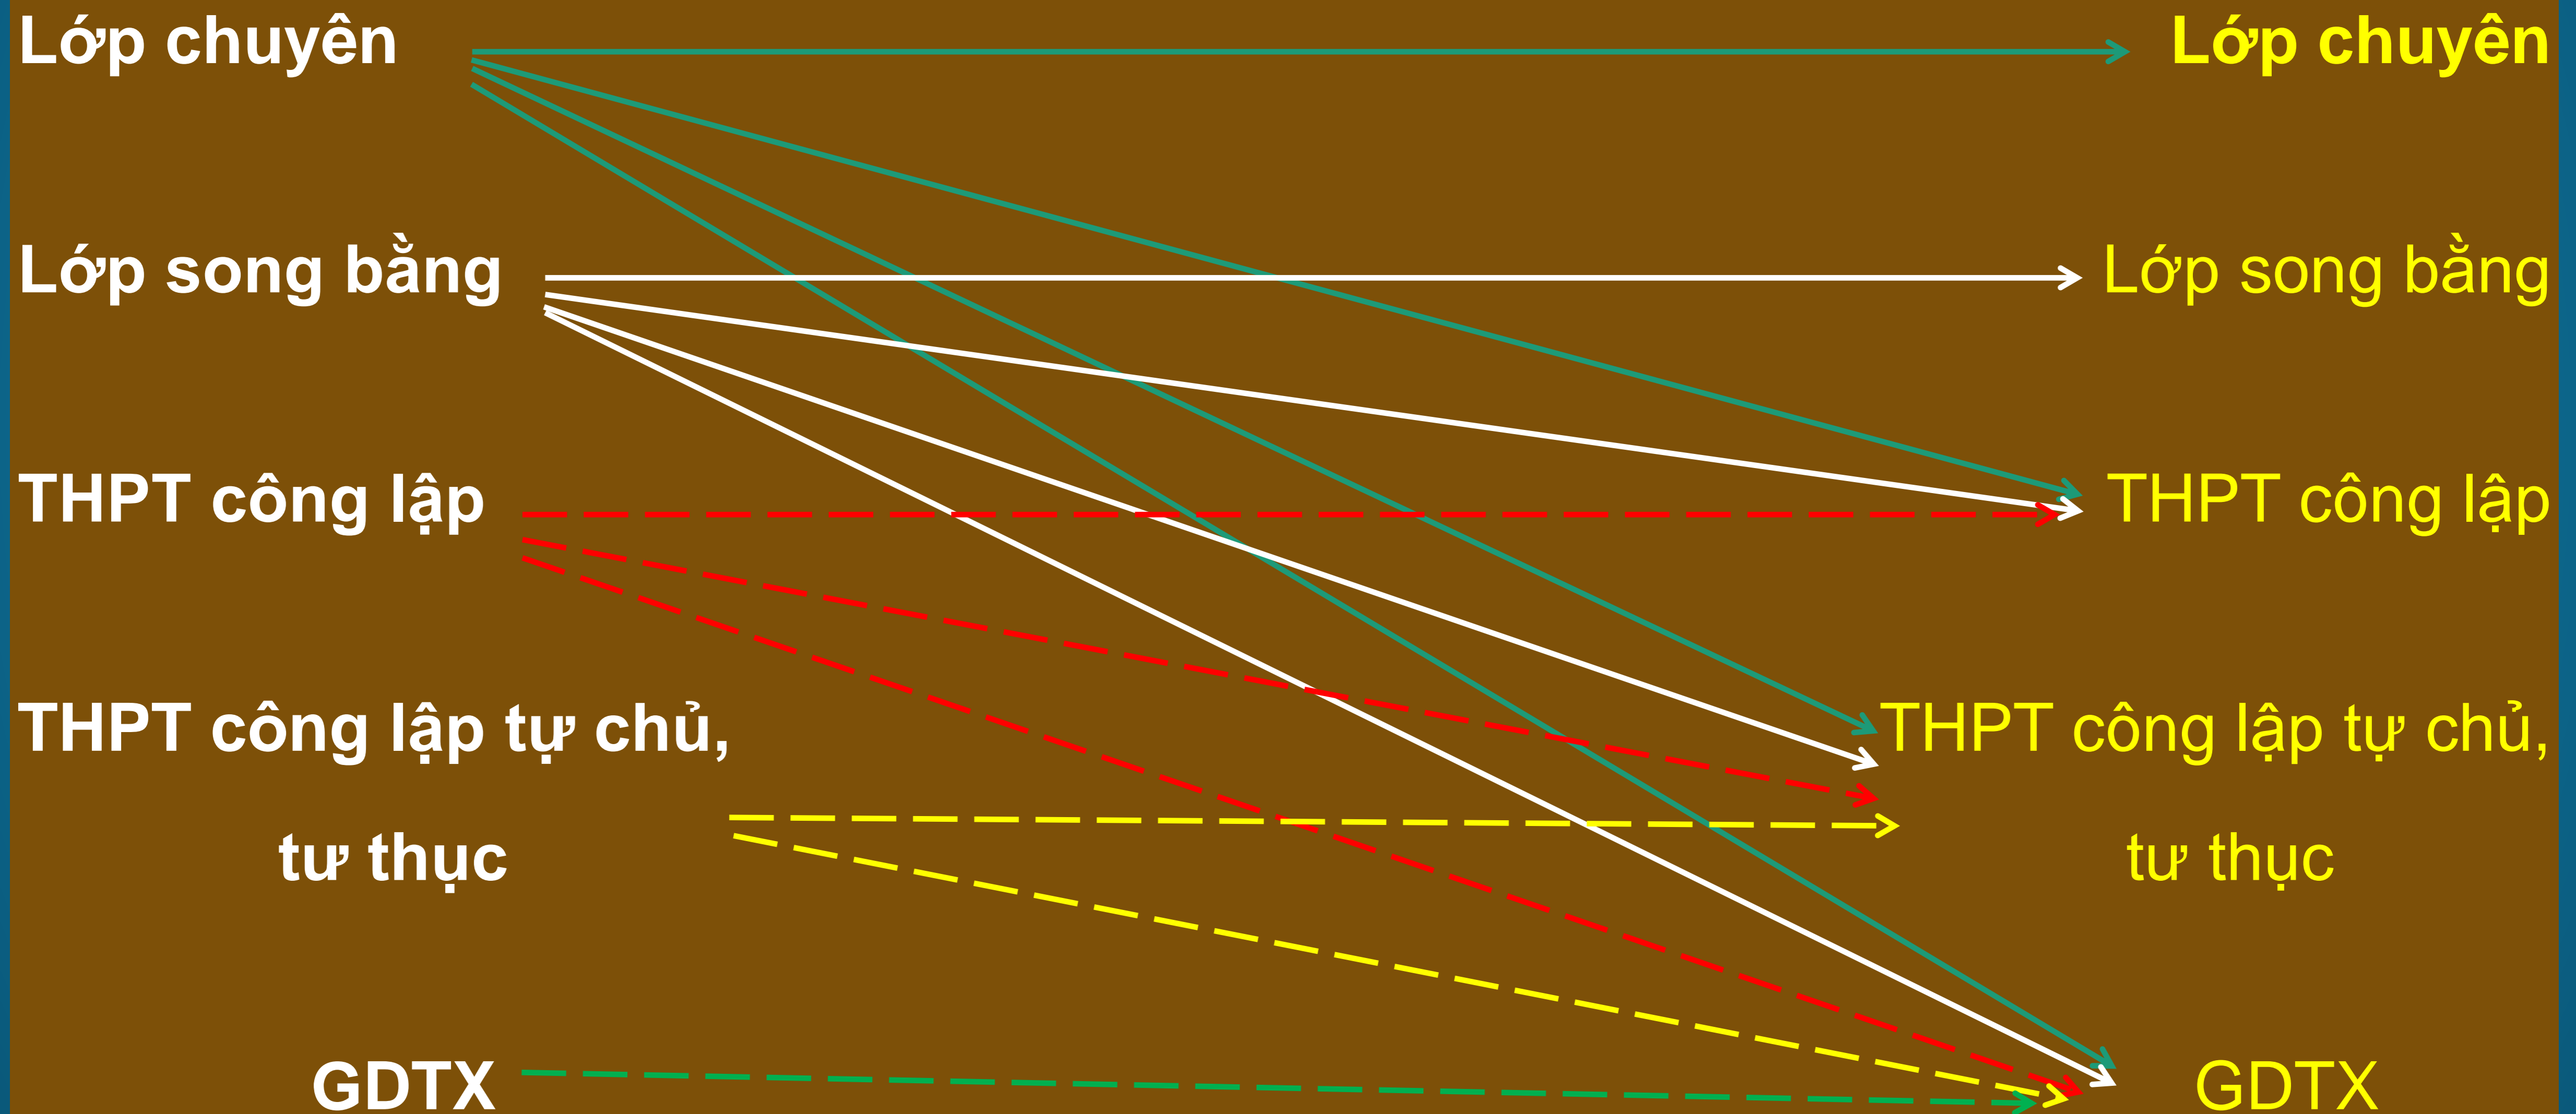 Lớp chuyên
Lớp chuyên
Lớp song bằng
Lớp song bằng
THPT công lập
THPT công lập
THPT công lập tự chủ,
tư thục
THPT công lập tự chủ,
tư thục
GDTX
GDTX